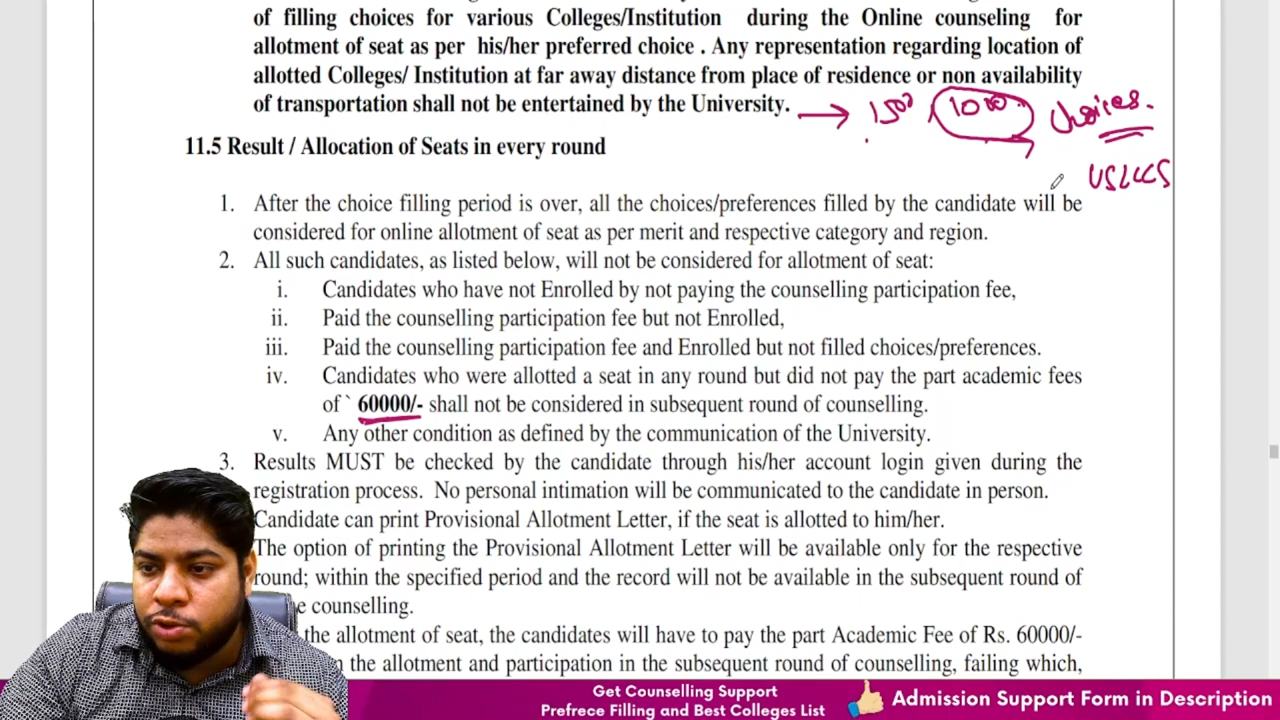 of filling choices for various Colleges/Institution during the Online counseling for
allotment of seat as per his/her preferred choice . Any representation regarding location of
allotted Colleges/ Institution at far away distance from place of residence or non availability
of transportation shall not be entertained by the University.
1500 1000 choices.
11.5 Result / Allocation of Seats in every round
1. After the choice filling period is over, all the choices/preferences filled by the candidate will be
considered for online allotment of seat as per merit and respective category and region.
2. All such candidates, as listed below, will not be considered for allotment of seat:
i. Candidates who have not Enrolled by not paying the counselling participation fee,
ii. Paid the counselling participation fee but not Enrolled,
iii. Paid the counselling participation fee and Enrolled but not filled choices/preferences.
iv. Candidates who were allotted a seat in any round but did not pay the part academic fees
of ` 60000/- shall not be considered in subsequent round of counselling.
v. Any other condition as defined by the communication of the University.
3. Results MUST be checked by the candidate through his/her account login given during the
registration process. No personal intimation will be communicated to the candidate in person.
Candidate can print Provisional Allotment Letter, if the seat is allotted to him/her.
The option of printing the Provisional Allotment Letter will be available only for the respective
round; within the specified period and the record will not be available in the subsequent round of
counselling.
the allotment of seat, the candidates will have to pay the part Academic Fee of Rs. 60000/-
the allotment and participation in the subsequent round of counselling, failing which,
Get Counselling Support
Prefrece Filling and Best Colleges List
Admission Support Form in Description